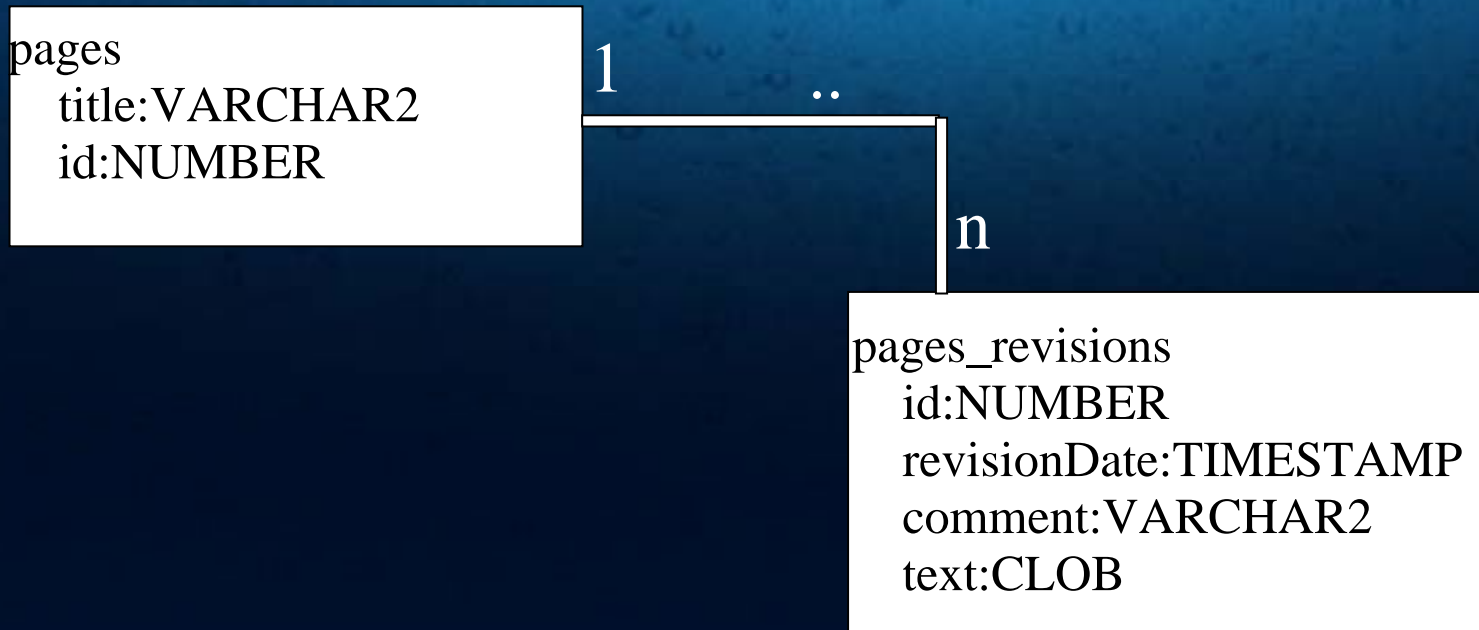 pages
title:VARCHAR2
id:NUMBER
1
..
n
pages_revisions
id:NUMBER
revisionDate:TIMESTAMP
comment:VARCHAR2
text:CLOB